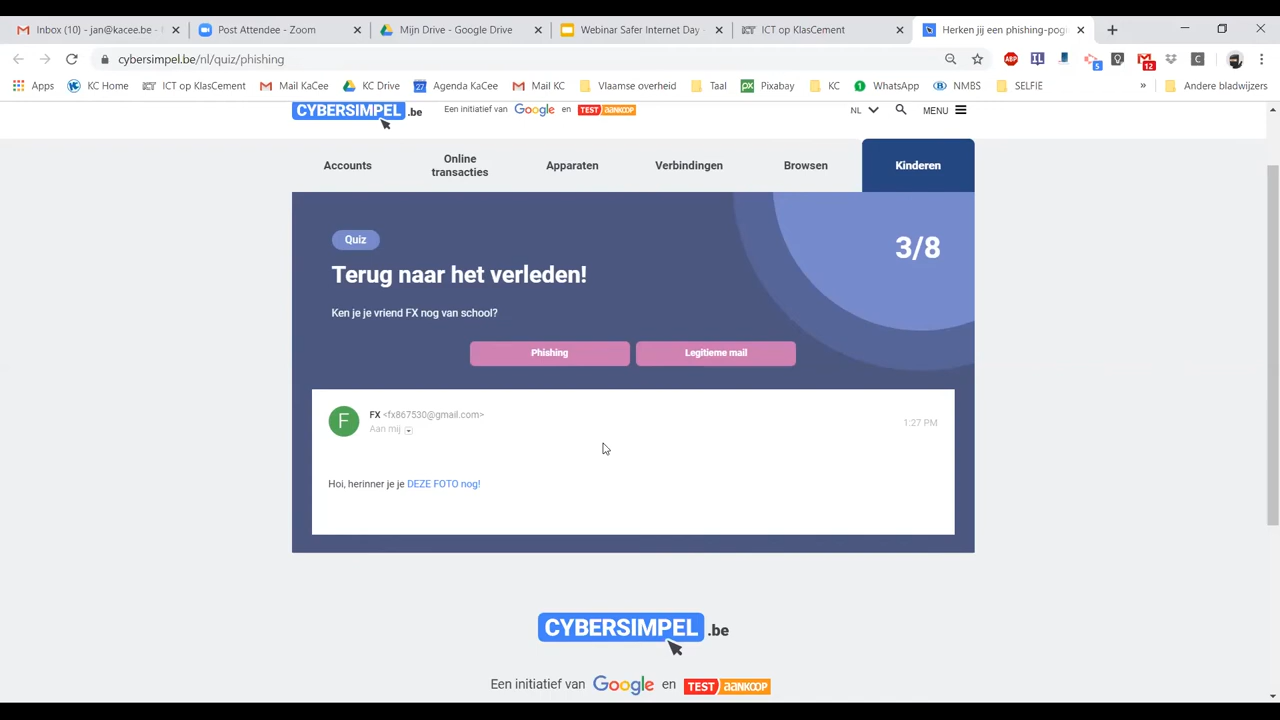 Inbox (10) - jan@kacee.be -
Post Attendee - Zoom
Mijn Drive - Google Drive
Webinar Safer Internet Day -
ICT op KlasCement
Herken jij een phishing-pog
cybersimpel.be/nl/quiz/phishing
Apps
KC Home
ICT op KlasCement
Mail KaCee
KC Drive
Agenda KaCee
Mail KC
Vlaamse overheid
Taal
Pixabay
KC
WhatsApp
NMBS
SELFIE
»
Andere bladwijzers
CYBERSIMPEL.be
Een initiatief van Google en TEST AANKOOP
NL
MENU
Accounts
Online
transacties
Apparaten
Verbindingen
Browsen
Kinderen
Quiz
3/8
Terug naar het verleden!
Ken je je vriend FX nog van school?
Phishing
Legitieme mail
F
FX <fx867530@gmail.com>
Aan mij
1:27 PM
Hoi, herinner je je DEZE FOTO nog!
CYBERSIMPEL.be
Een initiatief van Google en TEST AANKOOP